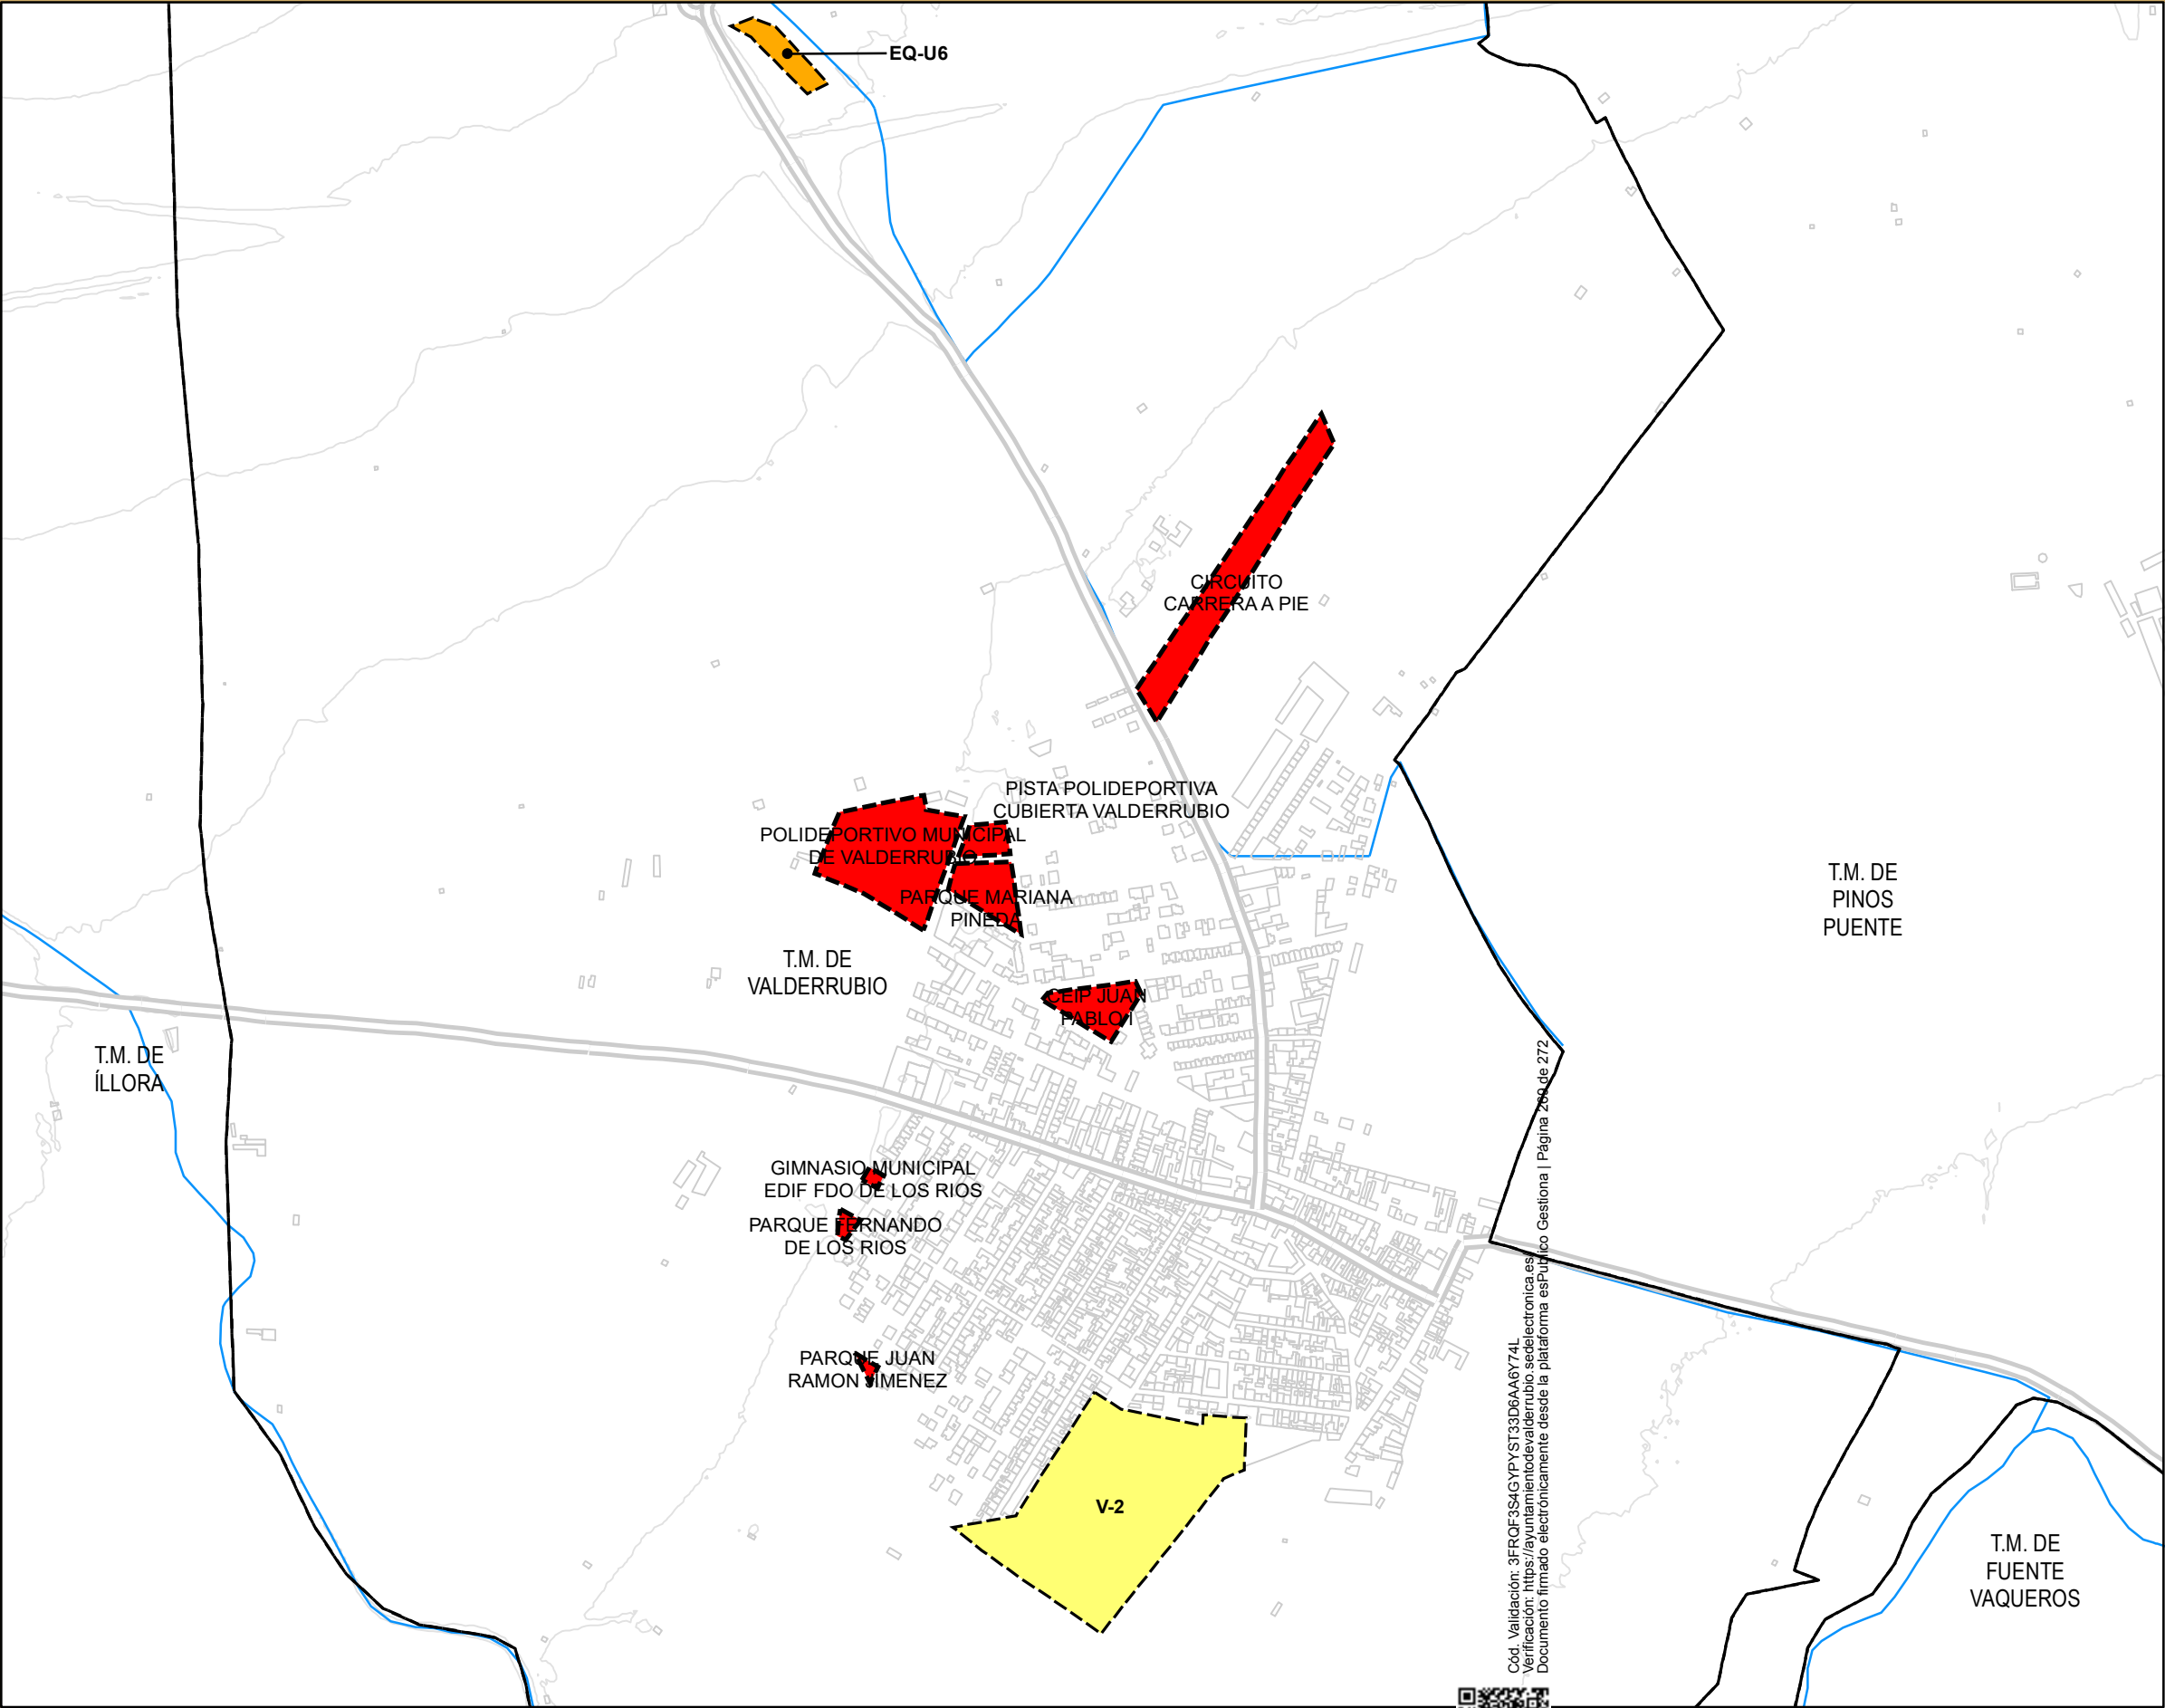 EQ-U6
CIRCUITO
CARRERA A PIE
PISTA POLIDEPORTIVA
CUBIERTA VALDERRUBIO
POLIDEPORTIVO MUNICIPAL
DE VALDERRUBIO
PARQUE MARIANA
PINEDA
T.M. DE
PINOS
PUENTE
T.M. DE
VALDERRUBIO
CEIP JUAN
PABLO I
T.M. DE
ÍLLORA
GIMNASIO MUNICIPAL
EDIF FDO DE LOS RIOS
PARQUE FERNANDO
DE LOS RIOS
PARQUE JUAN
RAMON JIMENEZ
V-2
T.M. DE
FUENTE
VAQUEROS
Cód. Validación: 3FRQF3S4GYPYST33D6AA6Y74L
Verificación: https://ayuntamientodevalderrubio.sedelectronica.es/
Documento firmado electrónicamente desde la plataforma esPublico Gestiona | Página 269 de 272